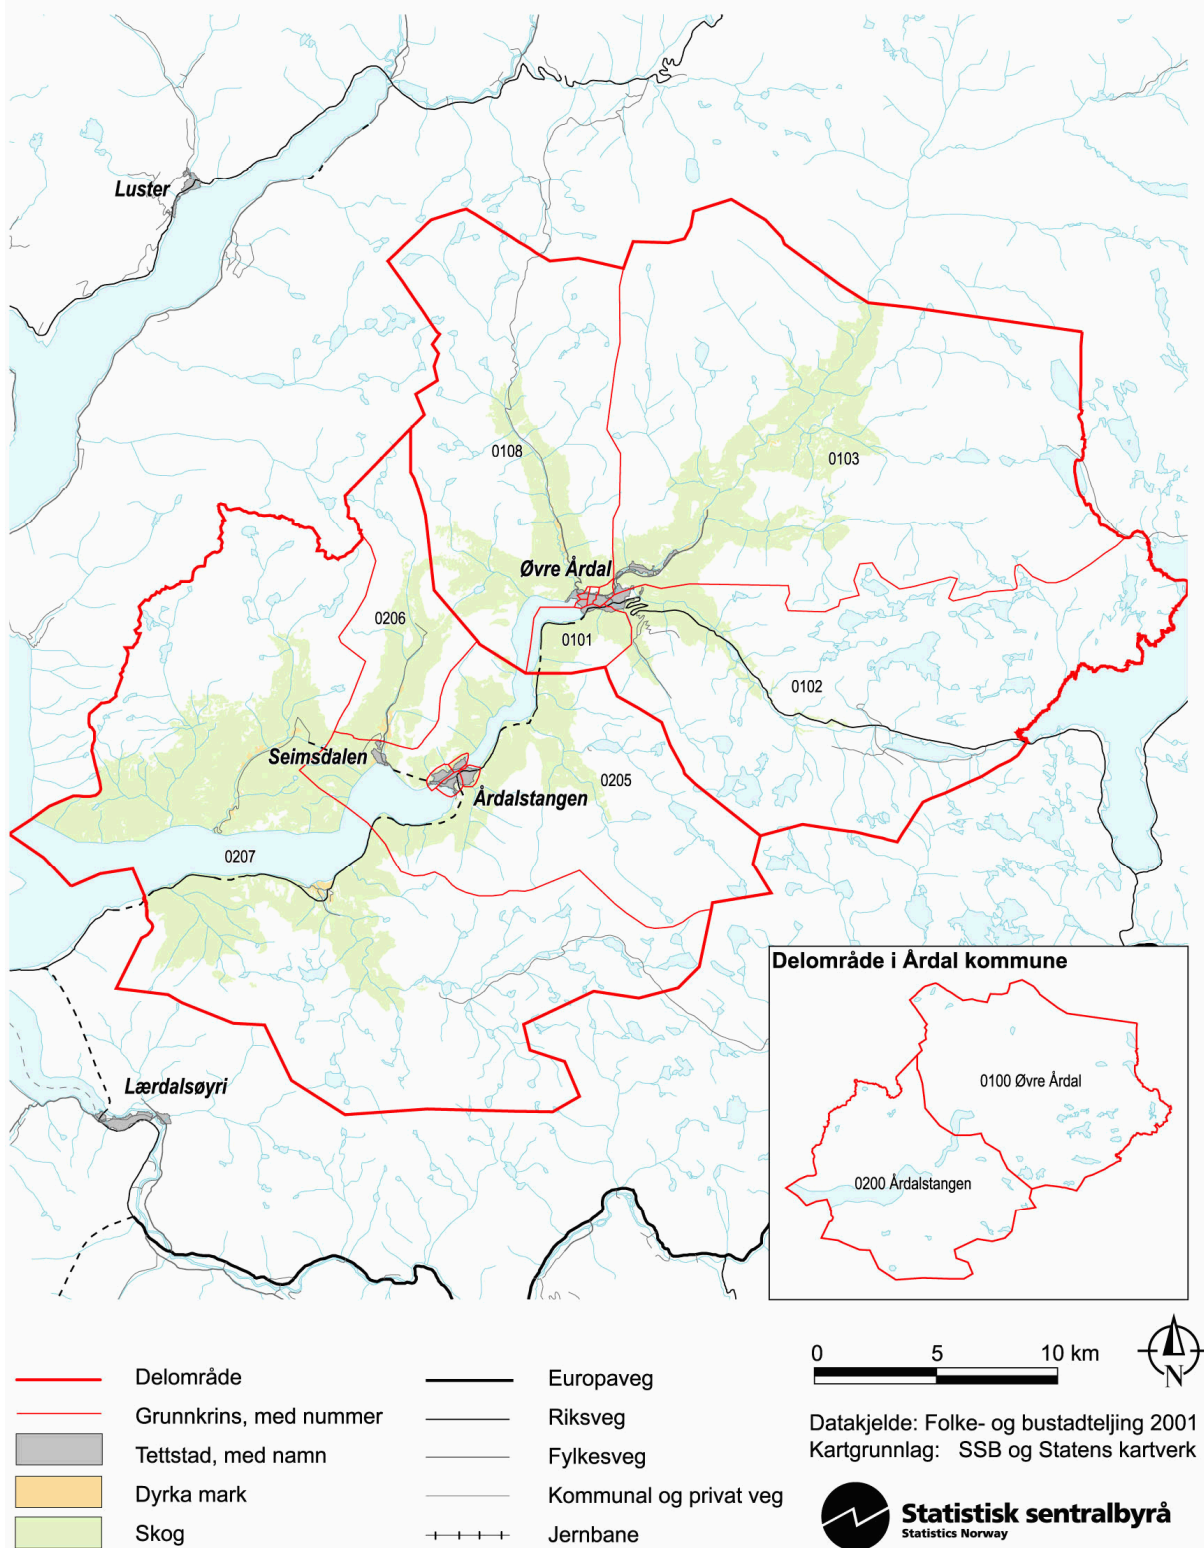 Luster
0108
0103
Øvre Årdal
0206
0101
0102
Seimsdalen
Årdalstangen
0205
0207
Lærdalsøyri
Delområde i Årdal kommune
0100 Øvre Årdal
0200 Årdalstangen
0 5 10 km
N
Delområde
Grunnkrins, med nummer
Tettstad, med namn
Dyrka mark
Skog
Europaveg
Riksveg
Fylkesveg
Kommunal og privat veg
Jernbane
Datakjelde: Folke- og bustadteljing 2001
Kartgrunnlag: SSB og Statens kartverk
Statistisk sentralbyrå
Statistics Norway